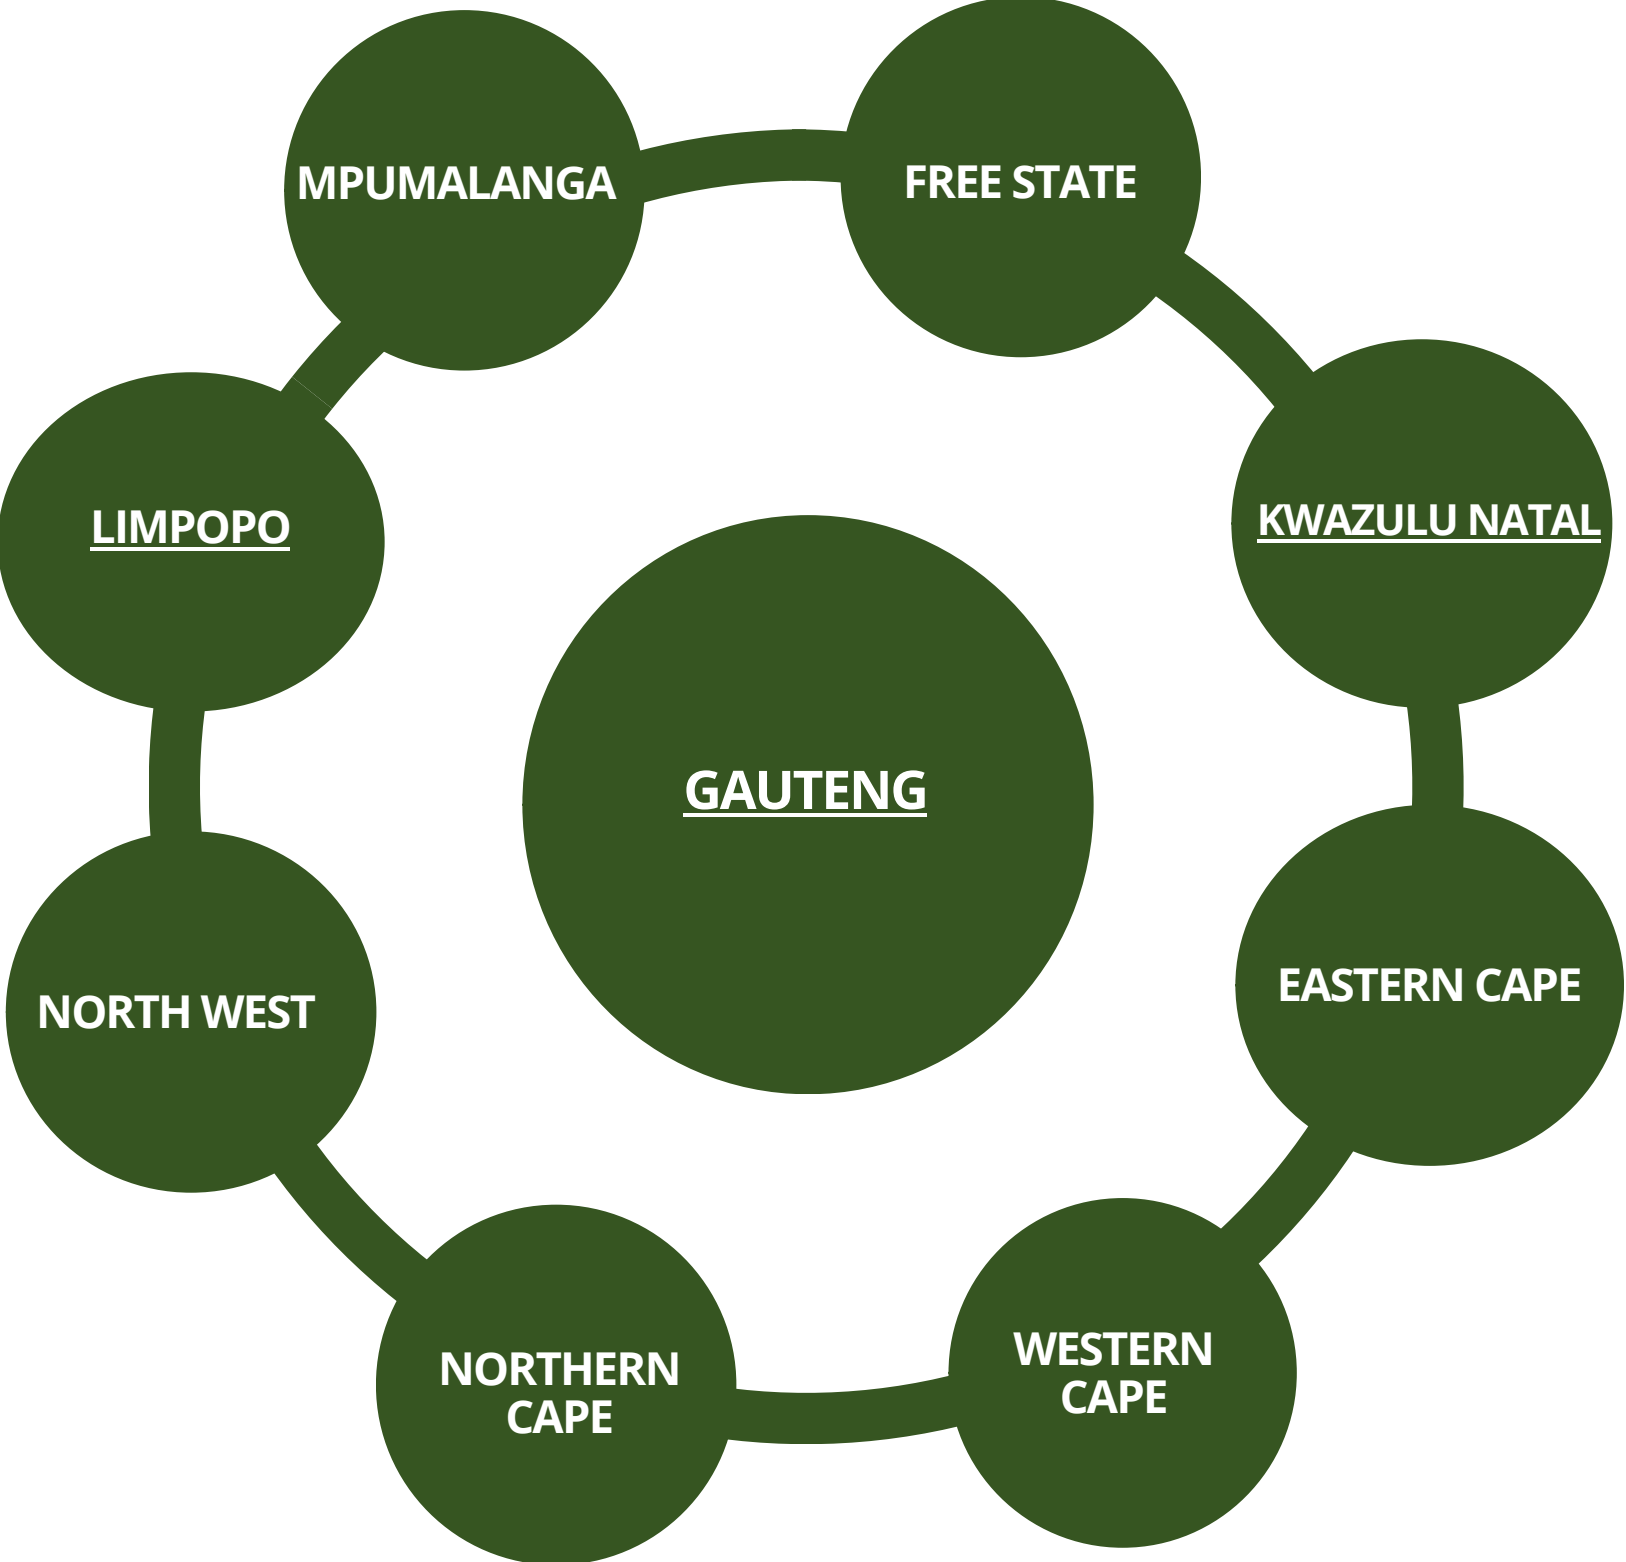 MPUMALANGA
FREE STATE
LIMPOPO
KWAZULU NATAL
GAUTENG
NORTH WEST
EASTERN CAPE
NORTHERN
CAPE
WESTERN
CAPE